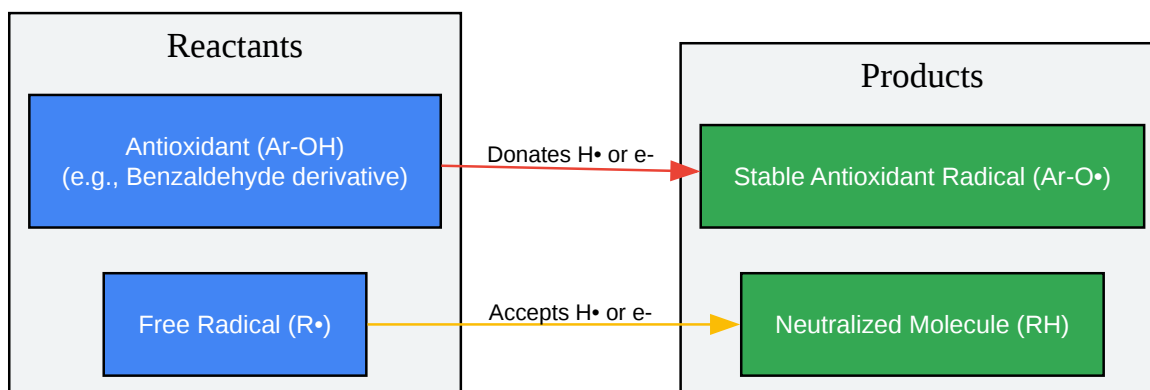 Reactants
Antioxidant (Ar-OH)
(e.g., Benzaldehyde derivative)
Free Radical (R•)
Donates H• or e-
Accepts H• or e-
Products
Stable Antioxidant Radical (Ar-O•)
Neutralized Molecule (RH)